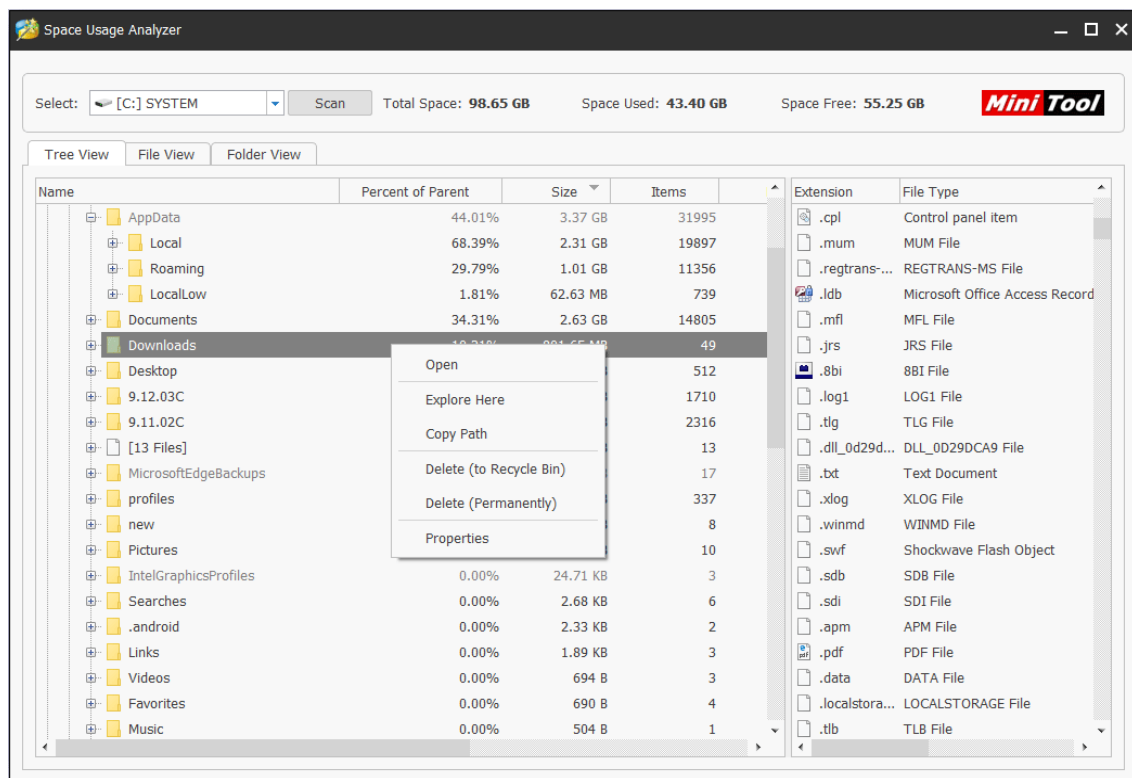 Space Usage Analyzer
Select: [C:] SYSTEM Scan Total Space: 98.65 GB Space Used: 43.40 GB Space Free: 55.25 GB Mini Tool
Tree View File View Folder View
Name Percent of Parent Size Items Extension File Type
AppData 44.01% 3.37 GB 31995 .cpl Control panel item
Local 68.39% 2.31 GB 19897 .mum MUM File
Roaming 29.79% 1.01 GB 11356 .regtrans-... REGTRANS-MS File
LocalLow 1.81% 62.63 MB 739 .ldb Microsoft Office Access Record
Documents 34.31% 2.63 GB 14805 .mfl MFL File
Downloads 49 .jrs JRS File
Open
Desktop 512 .8bi 8BI File
9.12.03C Explore Here 1710 .log1 LOG1 File
9.11.02C 2316 .tlg TLG File
Copy Path
[13 Files] 13 .dll_0d29d... DLL_0D29DCA9 File
MicrosoftEdgeBackups Delete (to Recycle Bin) 17 .txt Text Document
profiles Delete (Permanently) 337 .xlog XLOG File
new 8 .winmd WINMD File
Properties
Pictures 10 .swf Shockwave Flash Object
IntelGraphicsProfiles 0.00% 24.71 KB 3 .sdb SDB File
Searches 0.00% 2.68 KB 6 .sdi SDI File
.android 0.00% 2.33 KB 2 .apm APM File
Links 0.00% 1.89 KB 3 .pdf PDF File
Videos 0.00% 694 B 3 .data DATA File
Favorites 0.00% 690 B 4 .localstora... LOCALSTORAGE File
Music 0.00% 504 B 1 .tlb TLB File